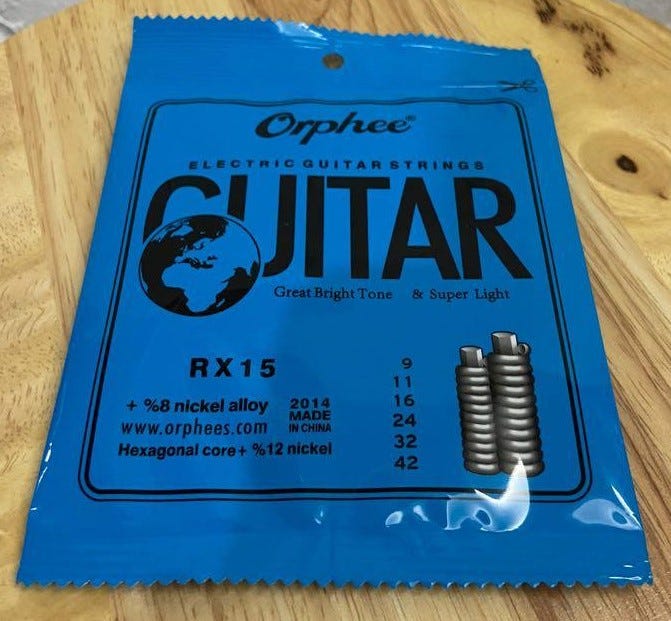 Orphee®
ELECTRIC GUITAR STRINGS
GUITAR
Great Bright Tone & Super Light
RX15
+ %8 nickel alloy
www.orphees.com
Hexagonal core+ %12 nickel
2014
MADE
IN CHINA
9
11
16
24
32
42